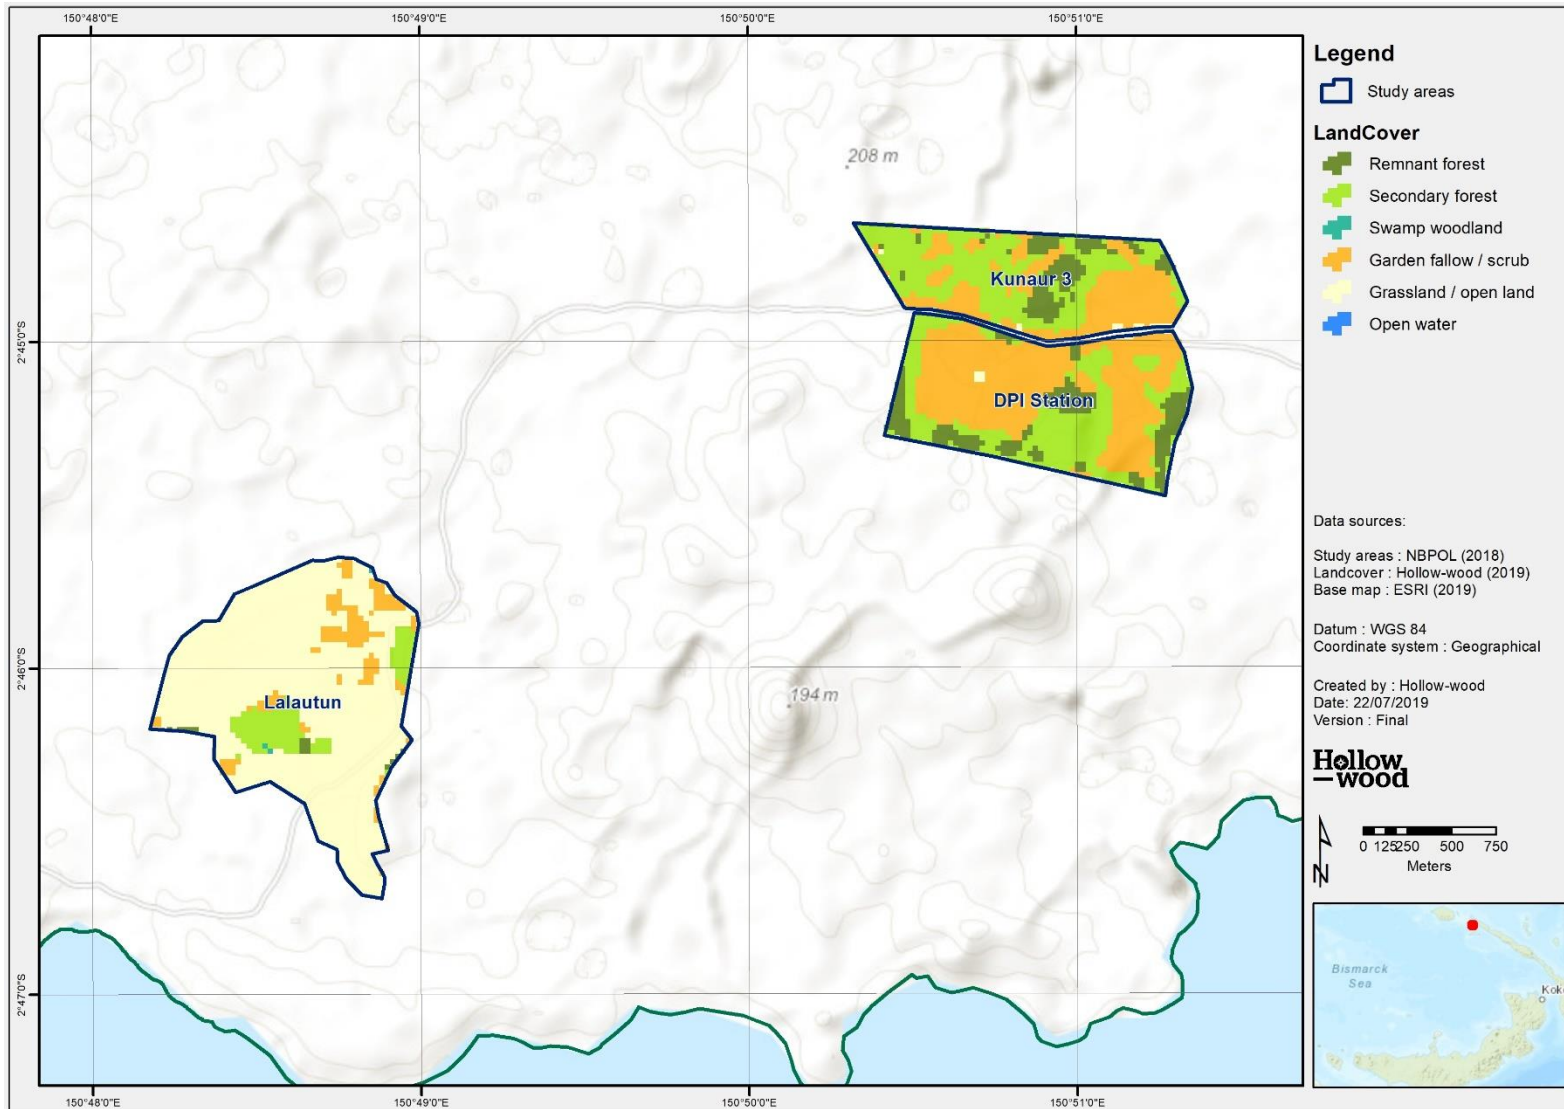 150°48'0"E
150°49'0"E
150°50'0"E
150°51'0"E
2°45'0"S
2°46'0"S
2°47'0"S
208 m
Kunaur 3
DPI Station
Lalautun
194 m
150°48'0"E
150°49'0"E
150°50'0"E
150°51'0"E
Legend
Study areas
LandCover
Remnant forest
Secondary forest
Swamp woodland
Garden fallow / scrub
Grassland / open land
Open water
Data sources:
Study areas : NBPOL (2018)
Landcover : Hollow-wood (2019)
Base map : ESRI (2019)
Datum : WGS 84
Coordinate system : Geographical
Created by : Hollow-wood
Date: 22/07/2019
Version : Final
Hollow
—wood
N
0 125250 500 750
Meters
Bismarck
Sea
Kok